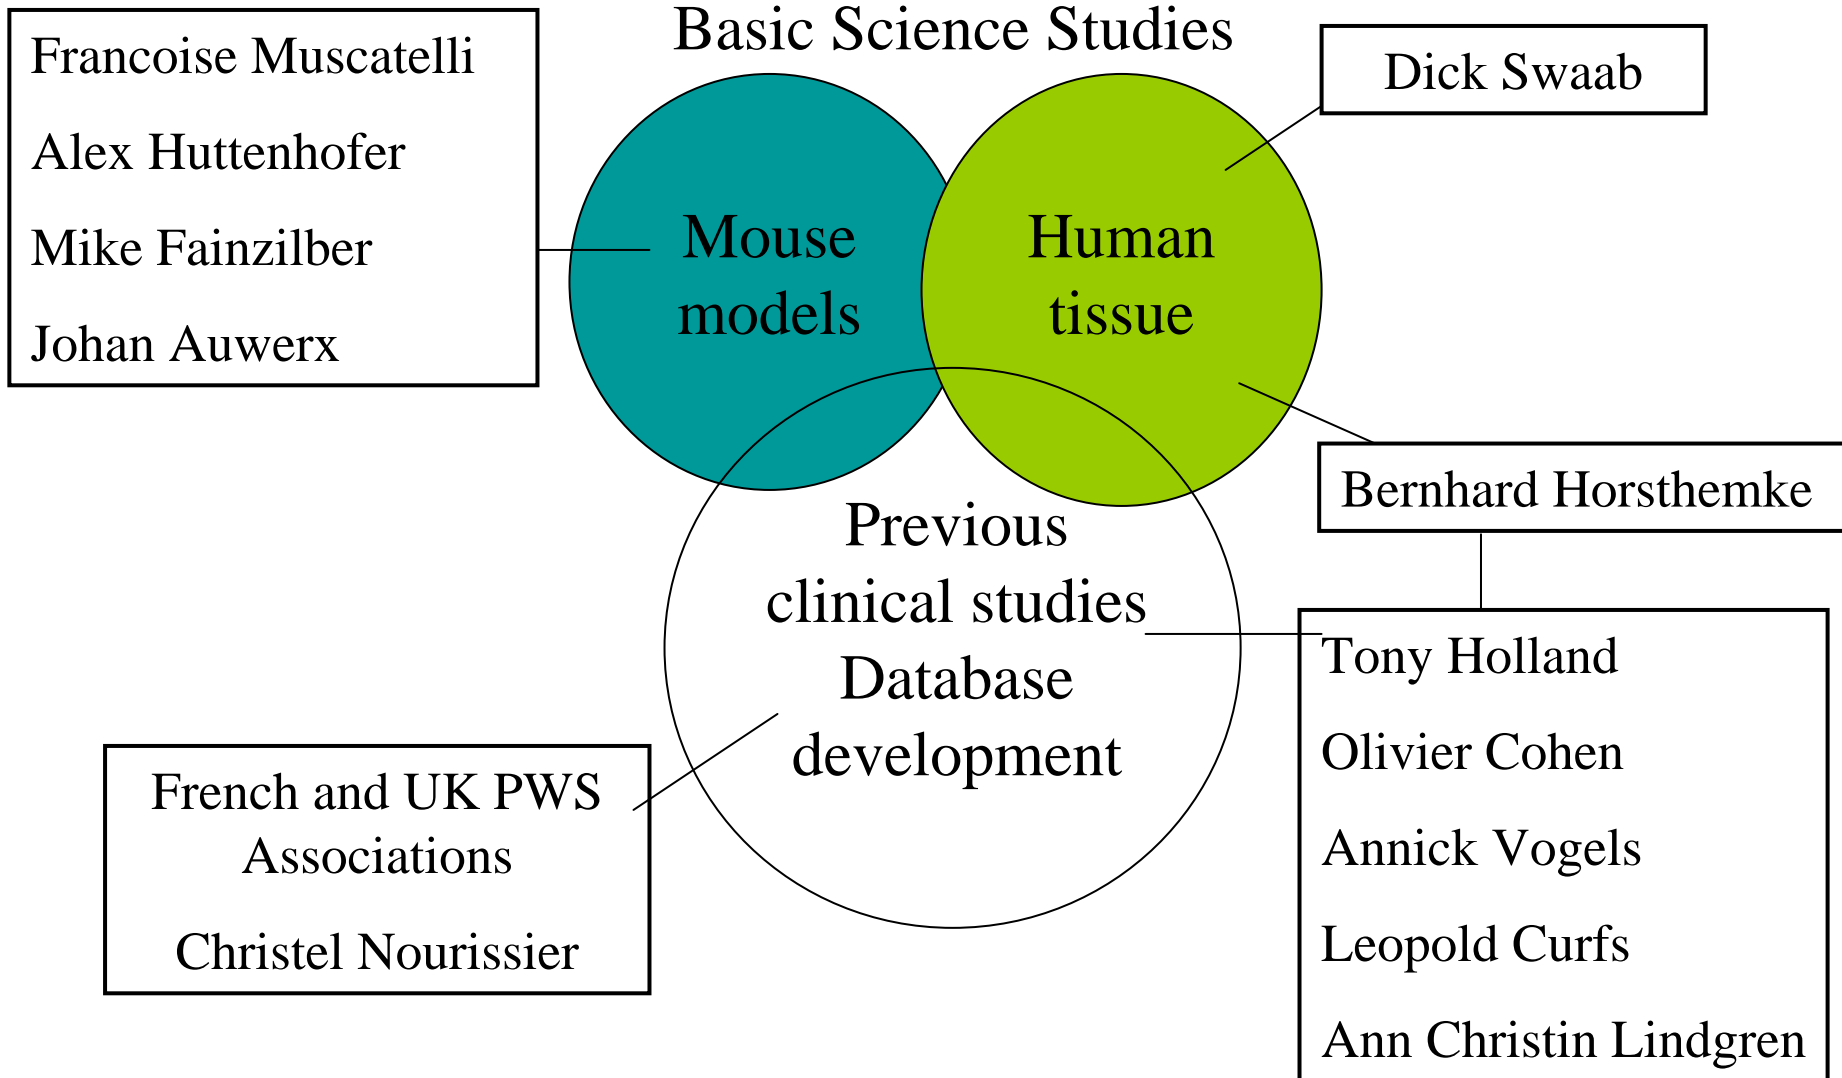 Basic Science Studies
Francoise Muscatelli
Alex Huttenhofer
Mike Fainzilber
Johan Auwerx
Mouse
models
Human
tissue
Dick Swaab
Bernhard Horsthemke
Previous
clinical studies
Database
development
Tony Holland
Olivier Cohen
Annick Vogels
Leopold Curfs
Ann Christin Lindgren
French and UK PWS
Associations
Christel Nourissier